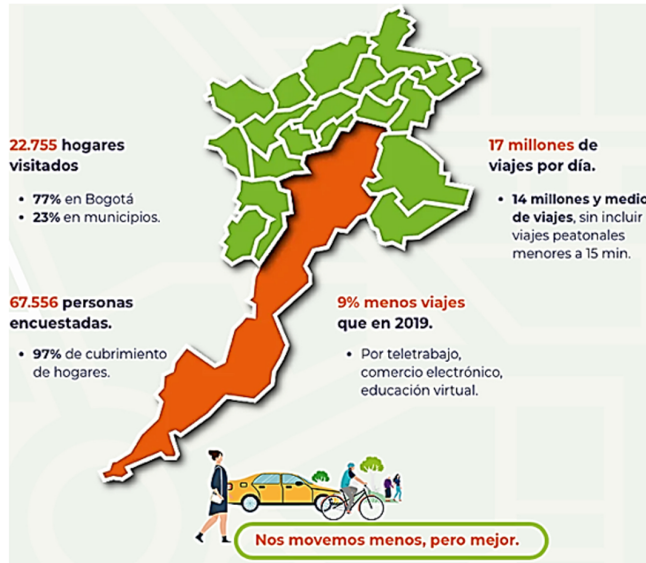 22.755 hogares
visitados
• 77% en Bogotá
• 23% en municipios.
17 millones de
viajes por día.
• 14 millones y medio
de viajes, sin incluir
viajes peatonales
menores a 15 min.
67.556 personas
encuestadas.
• 97% de cubrimiento
de hogares.
9% menos viajes
que en 2019.
• Por teletrabajo,
comercio electrónico,
educación virtual.
Nos movemos menos, pero mejor.